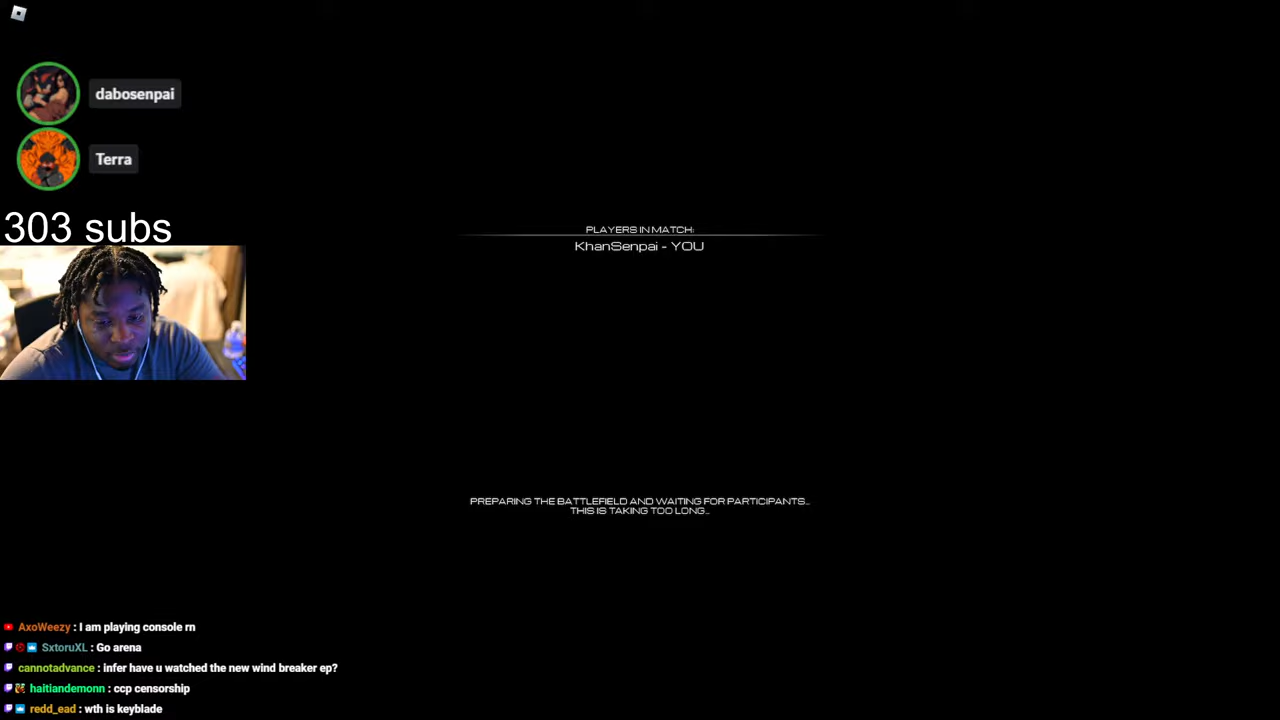 dabosenpai
Terra
303 subs
PLAYERS IN MATCH:
KhanSenpai - YOU
PREPARING THE BATTLEFIELD AND WAITING FOR PARTICIPANTS...
THIS IS TAKING TOO LONG...
AxoWeezy : I am playing console rn
SxtoruXL : Go arena
cannotadvance : infer have u watched the new wind breaker ep?
haitiandemonn : ccp censorship
redd_ead : wth is keyblade